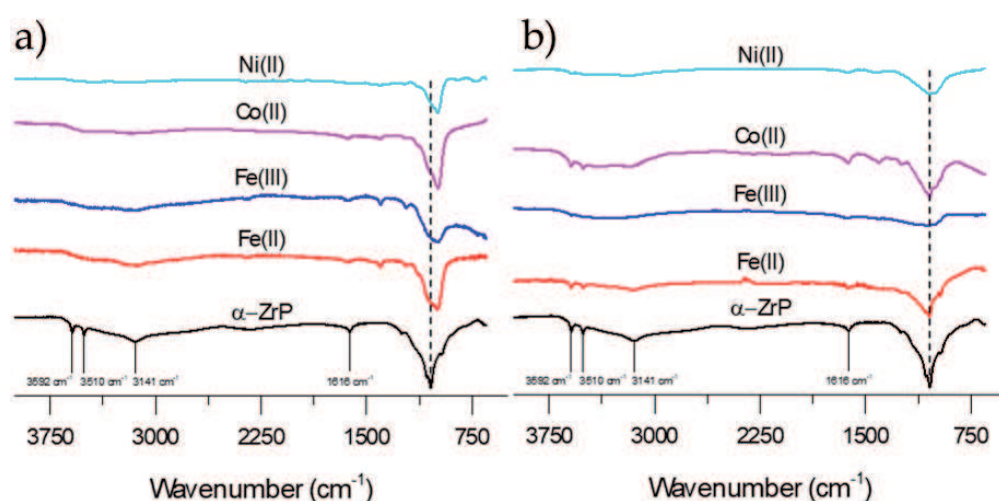 a)
Ni(II)
Co(II)
Fe(III)
Fe(II)
α-ZrP
3592 cm⁻¹ 3510 cm⁻¹ 3141 cm⁻¹ 1616 cm⁻¹
3750 3000 2250 1500 750
Wavenumber (cm⁻¹)
b)
Ni(II)
Co(II)
Fe(III)
Fe(II)
α-ZrP
3592 cm⁻¹ 3510 cm⁻¹ 3141 cm⁻¹ 1616 cm⁻¹
3750 3000 2250 1500 750
Wavenumber (cm⁻¹)